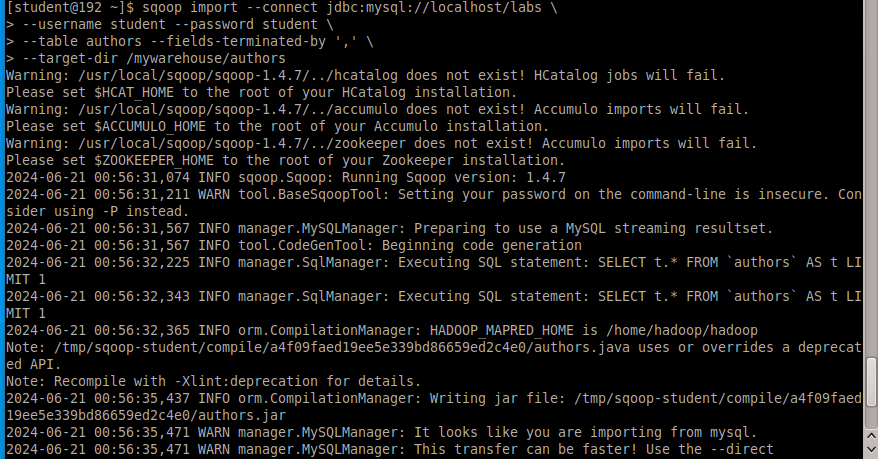 [student@192 ~]$ sqoop import --connect jdbc:mysql://localhost/labs \
> --username student --password student \
> --table authors --fields-terminated-by ',' \
> --target-dir /mywarehouse/authors
Warning: /usr/local/sqoop/sqoop-1.4.7/../hcatalog does not exist! HCatalog jobs will fail.
Please set $HCAT_HOME to the root of your HCatalog installation.
Warning: /usr/local/sqoop/sqoop-1.4.7/../accumulo does not exist! Accumulo imports will fail.
Please set $ACCUMULO_HOME to the root of your Accumulo installation.
Warning: /usr/local/sqoop/sqoop-1.4.7/../zookeeper does not exist! Accumulo imports will fail.
Please set $ZOOKEEPER_HOME to the root of your Zookeeper installation.
2024-06-21 00:56:31,074 INFO sqoop.Sqoop: Running Sqoop version: 1.4.7
2024-06-21 00:56:31,211 WARN tool.BaseSqoopTool: Setting your password on the command-line is insecure. Con
sider using -P instead.
2024-06-21 00:56:31,567 INFO manager.MySQLManager: Preparing to use a MySQL streaming resultset.
2024-06-21 00:56:31,567 INFO tool.CodeGenTool: Beginning code generation
2024-06-21 00:56:32,225 INFO manager.SqlManager: Executing SQL statement: SELECT t.* FROM `authors` AS t LI
MIT 1
2024-06-21 00:56:32,343 INFO manager.SqlManager: Executing SQL statement: SELECT t.* FROM `authors` AS t LI
MIT 1
2024-06-21 00:56:32,365 INFO orm.CompilationManager: HADOOP_MAPRED_HOME is /home/hadoop/hadoop
Note: /tmp/sqoop-student/compile/a4f09faed19ee5e339bd86659ed2c4e0/authors.java uses or overrides a deprecat
ed API.
Note: Recompile with -Xlint:deprecation for details.
2024-06-21 00:56:35,437 INFO orm.CompilationManager: Writing jar file: /tmp/sqoop-student/compile/a4f09faed
19ee5e339bd86659ed2c4e0/authors.jar
2024-06-21 00:56:35,471 WARN manager.MySQLManager: It looks like you are importing from mysql.
2024-06-21 00:56:35,471 WARN manager.MySQLManager: This transfer can be faster! Use the --direct